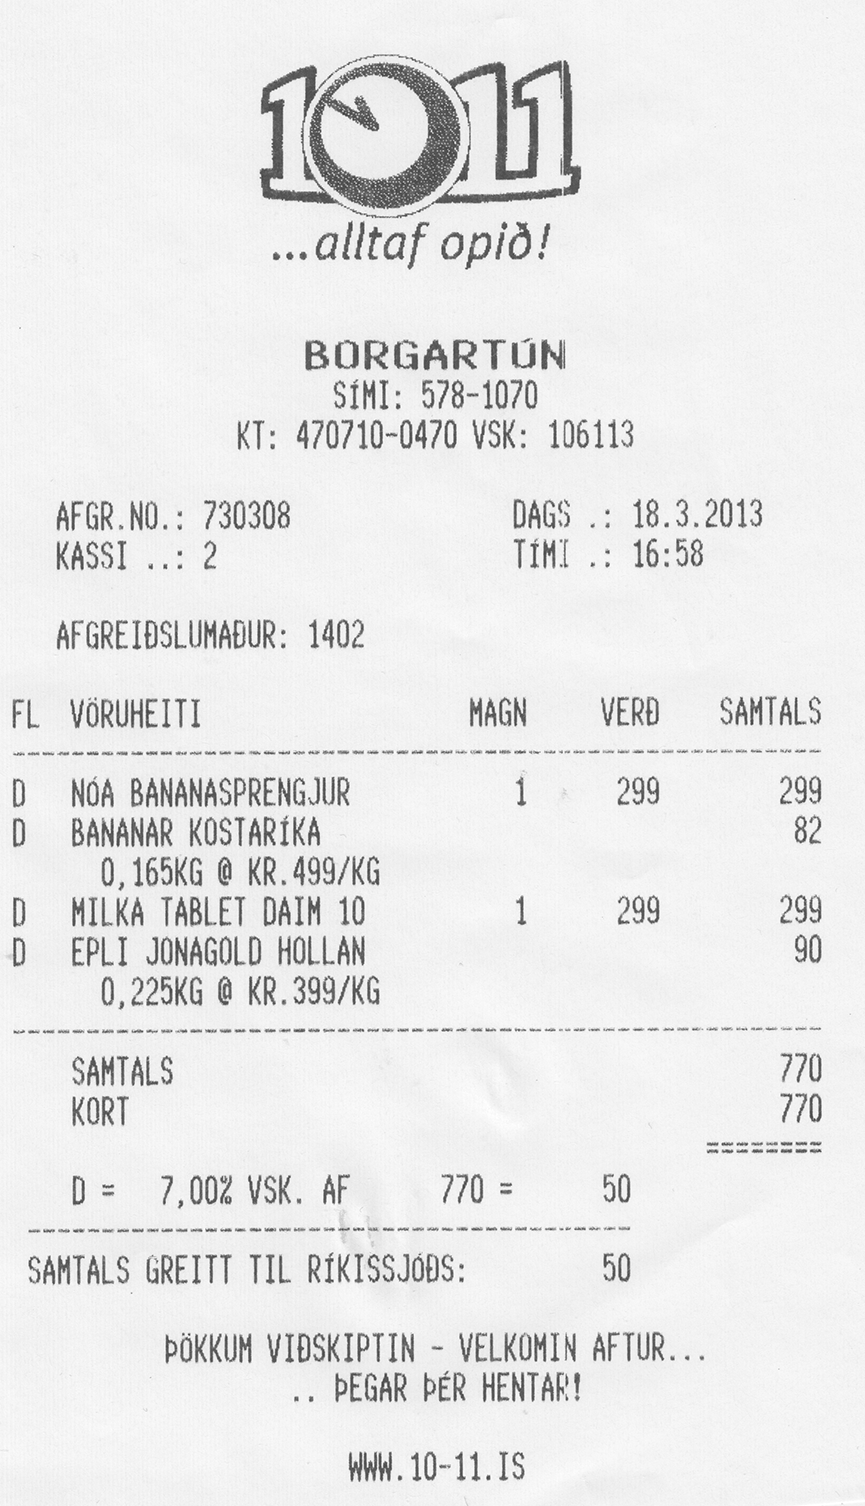 10 11
...alltaf opið!
BORGARTÚN
SÍMI: 578-1070
KT: 470710-0470 VSK: 106113
AFGR.NO.: 730308 DAGS .: 18.3.2013
KASSI ..: 2 TÍMI .: 16:58
AFGREIÐSLUMAÐUR: 1402
FL VÖRUHEITI MAGN VERÐ SAMTALS
D NÓA BANANASPRENGJUR 1 299 299
D BANANAR KOSTARÍKA 82
0,165KG @ KR.499/KG
D MILKA TABLET DAIM 10 1 299 299
D EPLI JONAGOLD HOLLAN 90
0,225KG @ KR.399/KG
SAMTALS 770
KORT 770
========
D = 7,00% VSK. AF 770 = 50
SAMTALS GREITT TIL RÍKISSJÓÐS: 50
ÞÖKKUM VIÐSKIPTIN - VELKOMIN AFTUR...
.. ÞEGAR ÞÉR HENTAR!
WWW.10-11.IS